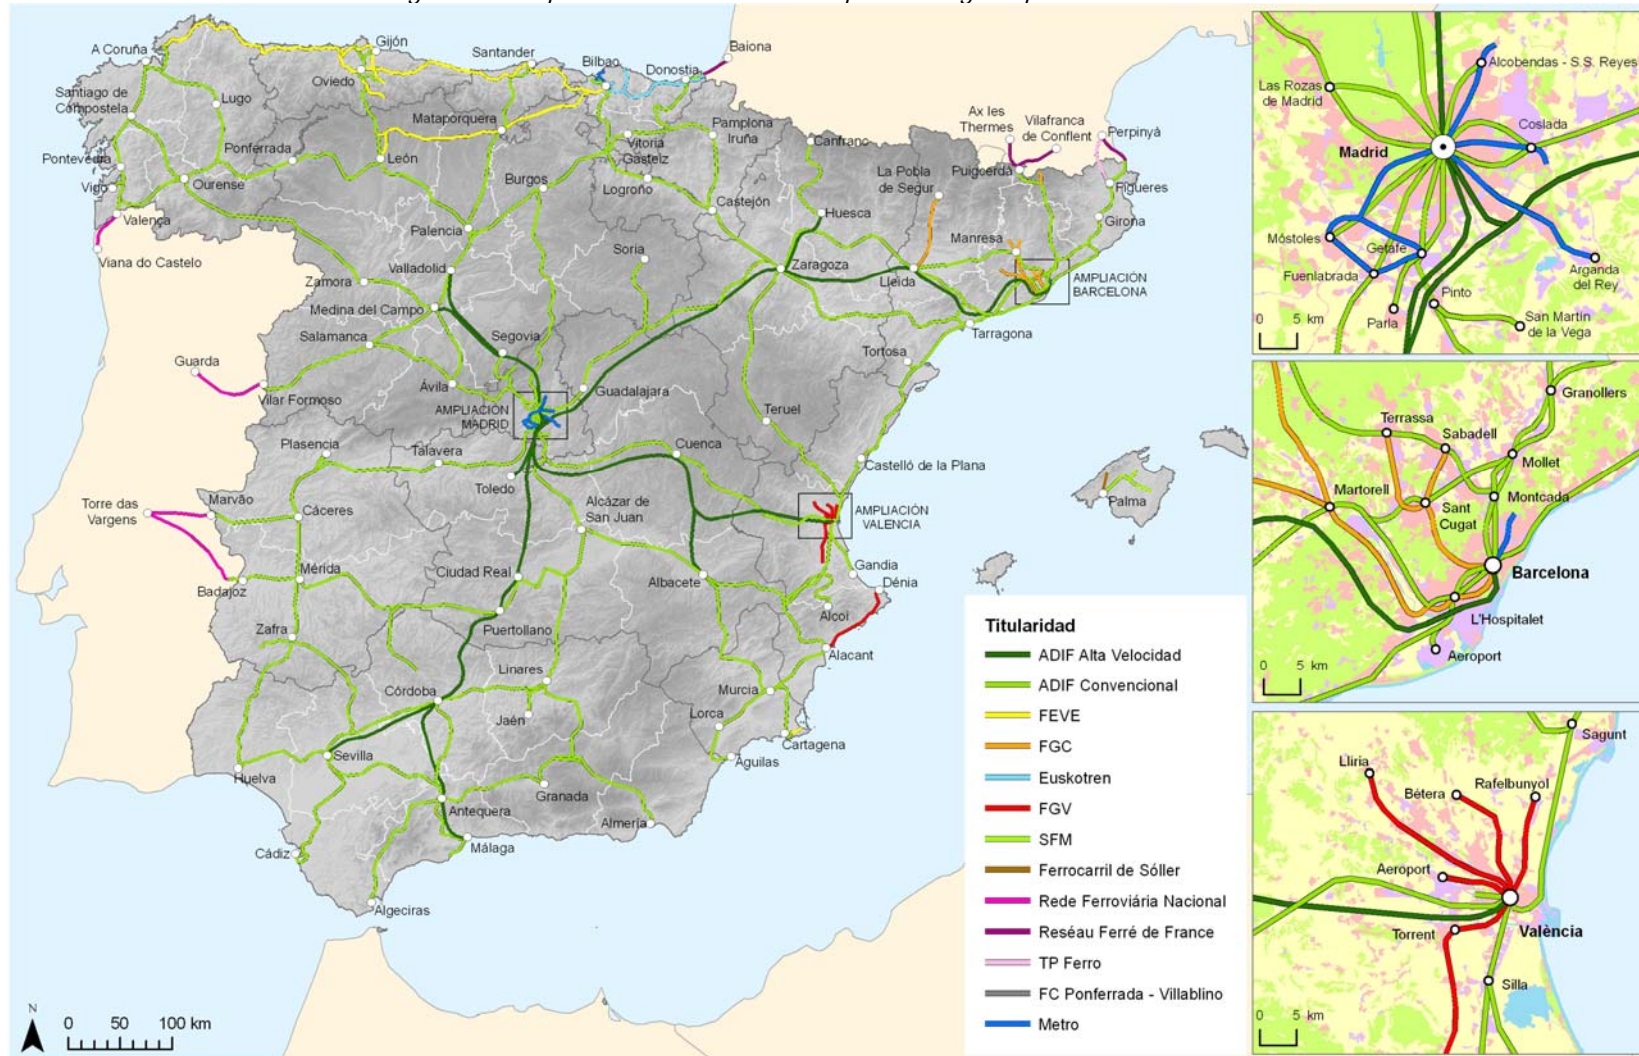 A Coruña
Gijón
Santander
Bilbao
Donostia
Baiona
Oviedo
Santiago de
Compostela
Lugo
Mataporquera
Vitoria
Gasteiz
Pamplona
Iruña
Canfranc
Ax les
Thermes
Vilafranca
de Conflent
Perpinyà
Pontevedra
Ponferrada
León
Burgos
Logroño
La Pobla
de Segur
Puigcerda
Figueres
Vigo
Ourense
Castejón
Huesca
Girona
Valença
Palencia
Soria
Manresa
Viana do Castelo
Valladolid
Zaragoza
Lleida
AMPLIACIÓN
BARCELONA
Zamora
Medina del Campo
Salamanca
Segovia
Tarragona
Guarda
Tortosa
Vilar Formoso
Ávila
Guadalajara
AMPLIACIÓN
MADRID
Teruel
Plasencia
Talavera
Cuenca
Castelló de la Plana
Toledo
Palma
Torre das
Vargens
Marvão
Cáceres
Alcázar de
San Juan
AMPLIACIÓN
VALENCIA
Mérida
Ciudad Real
Albacete
Gandia
Dénia
Badajoz
Zafra
Puertollano
Alcoi
Alacant
Linares
Córdoba
Murcia
Jaén
Lorca
Cartagena
Sevilla
Águilas
Huelva
Granada
Antequera
Almería
Cádiz
Málaga
Algeciras
N
0 50 100 km
Titularidad
ADIF Alta Velocidad
ADIF Convencional
FEVE
FGC
Euskotren
FGV
SFM
Ferrocarril de Sóller
Rede Ferroviária Nacional
Reséau Ferré de France
TP Ferro
FC Ponferrada - Villablino
Metro
Alcobendas - S.S. Reyes
Las Rozas
de Madrid
Coslada
Madrid
Móstoles
Getafe
Fuenlabrada
Arganda
del Rey
Pinto
Parla
San Martín
de la Vega
0 5 km
Granollers
Terrassa
Sabadell
Mollet
Martorell
Montcada
Sant
Cugat
Barcelona
L'Hospitalet
Aeroport
0 5 km
Sagunt
Lliria
Bétera
Rafelbunyol
Aeroport
Torrent
València
Silla
0 5 km